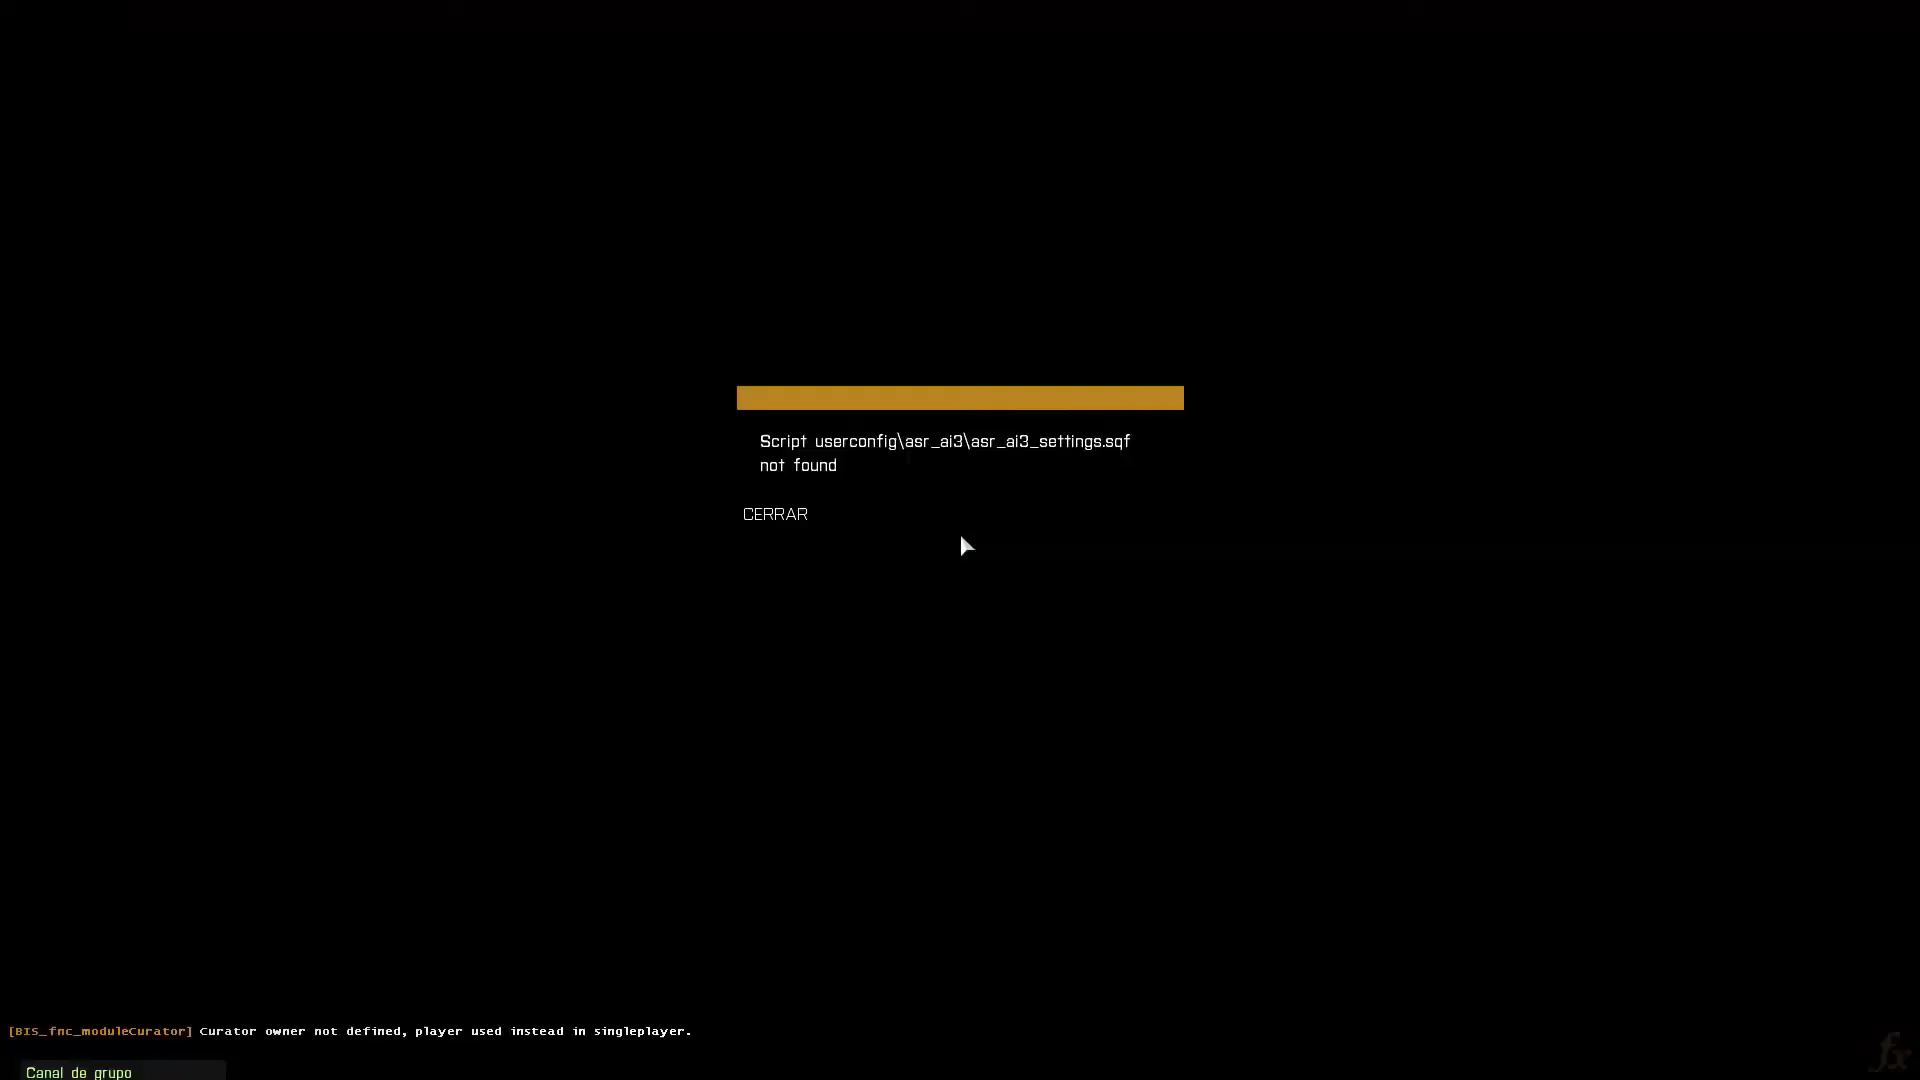 Script userconfig\asr_ai3\asr_ai3_settings.sqf
not found
CERRAR
[BIS_fnc_moduleCurator] Curator owner not defined, player used instead in singleplayer.
Canal de grupo
fx